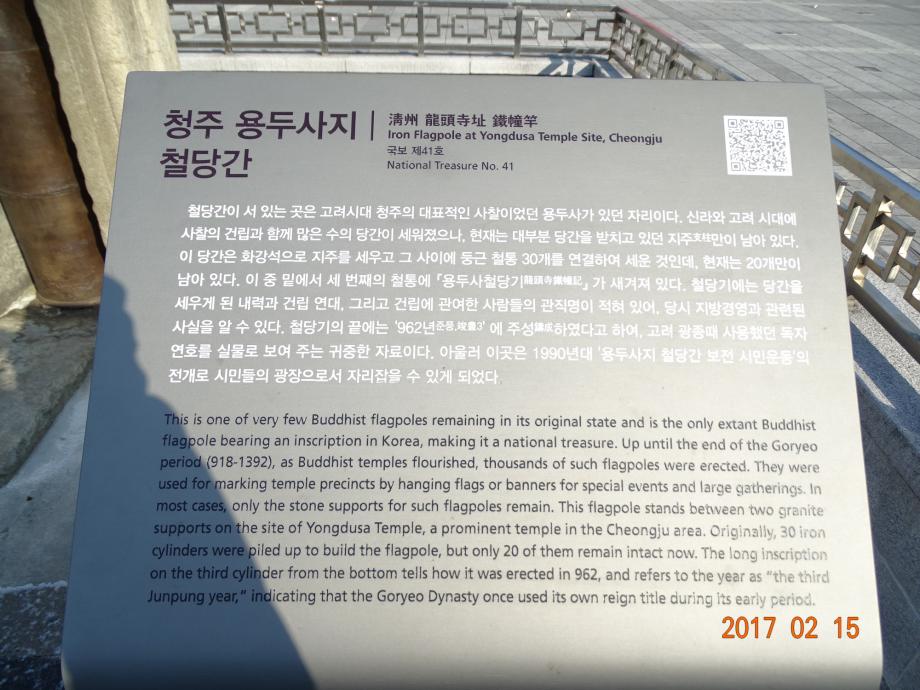 청주 용두사지
철당간
淸州 龍頭寺址 鐵幢竿
Iron Flagpole at Yongdusa Temple Site, Cheongju
국보 제41호
National Treasure No. 41
철당간이 서 있는 곳은 고려시대 청주의 대표적인 사찰이었던 용두사가 있던 자리이다. 신라와 고려 시대에
사찰의 건립과 함께 많은 수의 당간이 세워졌으나, 현재는 대부분 당간을 받치고 있던 지주支柱만이 남아 있다.
이 당간은 화강석으로 지주를 세우고 그 사이에 둥근 철통 30개를 연결하여 세운 것인데, 현재는 20개만이
남아 있다. 이 중 밑에서 세 번째의 철통에 「용두사철당기龍頭寺鐵幢記」가 새겨져 있다. 철당기에는 당간을
세우게 된 내력과 건립 연대, 그리고 건립에 관여한 사람들의 관직명이 적혀 있어, 당시 지방경영과 관련된
사실을 알 수 있다. 철당기의 끝에는 '962년준풍,峻豊3' 에 주성鑄成하였다고 하여, 고려 광종때 사용했던 독자
연호를 실물로 보여 주는 귀중한 자료이다. 아울러 이곳은 1990년대 '용두사지 철당간 보전 시민운동'의
전개로 시민들의 광장으로서 자리잡을 수 있게 되었다.
This is one of very few Buddhist flagpoles remaining in its original state and is the only extant Buddhist
flagpole bearing an inscription in Korea, making it a national treasure. Up until the end of the Goryeo
period (918-1392), as Buddhist temples flourished, thousands of such flagpoles were erected. They were
used for marking temple precincts by hanging flags or banners for special events and large gatherings. In
most cases, only the stone supports for such flagpoles remain. This flagpole stands between two granite
supports on the site of Yongdusa Temple, a prominent temple in the Cheongju area. Originally, 30 iron
cylinders were piled up to build the flagpole, but only 20 of them remain intact now. The long inscription
on the third cylinder from the bottom tells how it was erected in 962, and refers to the year as "the third
Junpung year," indicating that the Goryeo Dynasty once used its own reign title during its early period.
2017 02 15